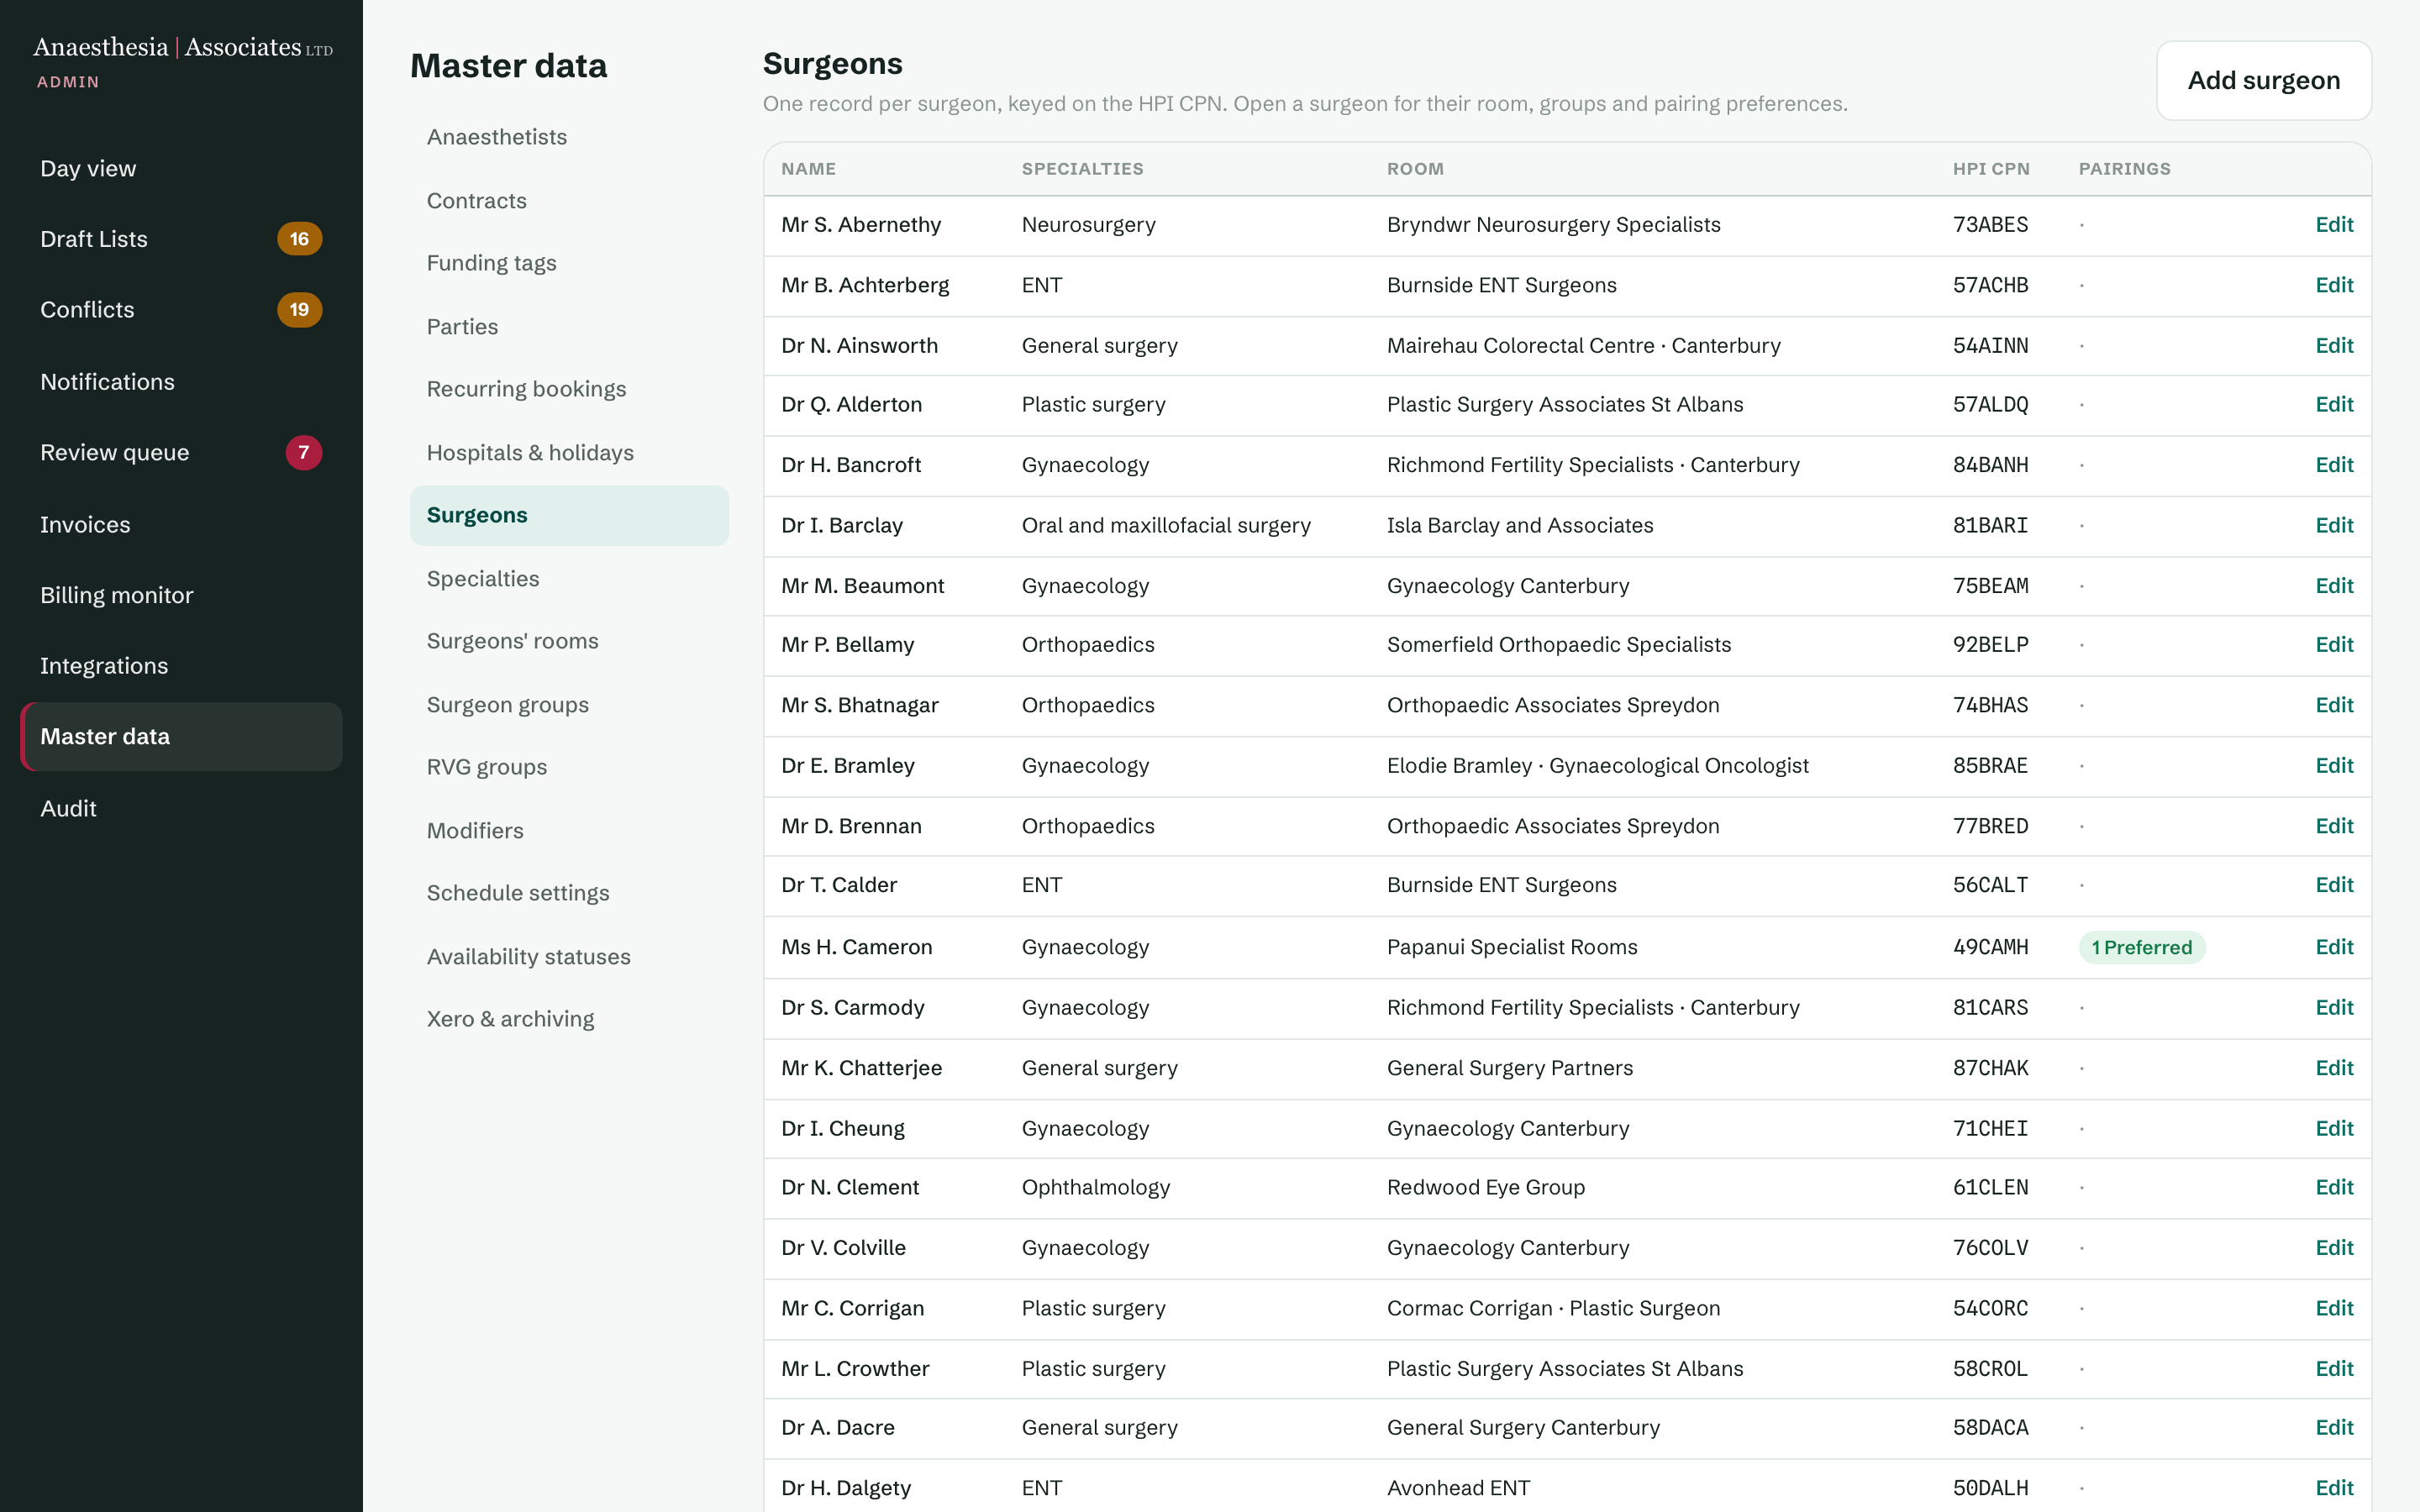 Anaesthesia | Associates LTD
ADMIN
Day view
Draft Lists 16
Conflicts 19
Notifications
Review queue 7
Invoices
Billing monitor
Integrations
Master data
Audit
Master data
Anaesthetists
Contracts
Funding tags
Parties
Recurring bookings
Hospitals & holidays
Surgeons
Specialties
Surgeons' rooms
Surgeon groups
RVG groups
Modifiers
Schedule settings
Availability statuses
Xero & archiving
Surgeons
One record per surgeon, keyed on the HPI CPN. Open a surgeon for their room, groups and pairing preferences.
Add surgeon
NAME SPECIALTIES ROOM HPI CPN PAIRINGS
Mr S. Abernethy Neurosurgery Bryndwr Neurosurgery Specialists 73ABES · Edit
Mr B. Achterberg ENT Burnside ENT Surgeons 57ACHB · Edit
Dr N. Ainsworth General surgery Mairehau Colorectal Centre · Canterbury 54AINN · Edit
Dr Q. Alderton Plastic surgery Plastic Surgery Associates St Albans 57ALDQ · Edit
Dr H. Bancroft Gynaecology Richmond Fertility Specialists · Canterbury 84BANH · Edit
Dr I. Barclay Oral and maxillofacial surgery Isla Barclay and Associates 81BARI · Edit
Mr M. Beaumont Gynaecology Gynaecology Canterbury 75BEAM · Edit
Mr P. Bellamy Orthopaedics Somerfield Orthopaedic Specialists 92BELP · Edit
Mr S. Bhatnagar Orthopaedics Orthopaedic Associates Spreydon 74BHAS · Edit
Dr E. Bramley Gynaecology Elodie Bramley · Gynaecological Oncologist 85BRAE · Edit
Mr D. Brennan Orthopaedics Orthopaedic Associates Spreydon 77BRED · Edit
Dr T. Calder ENT Burnside ENT Surgeons 56CALT · Edit
Ms H. Cameron Gynaecology Papanui Specialist Rooms 49CAMH 1 Preferred Edit
Dr S. Carmody Gynaecology Richmond Fertility Specialists · Canterbury 81CARS · Edit
Mr K. Chatterjee General surgery General Surgery Partners 87CHAK · Edit
Dr I. Cheung Gynaecology Gynaecology Canterbury 71CHEI · Edit
Dr N. Clement Ophthalmology Redwood Eye Group 61CLEN · Edit
Dr V. Colville Gynaecology Gynaecology Canterbury 76COLV · Edit
Mr C. Corrigan Plastic surgery Cormac Corrigan · Plastic Surgeon 54CORC · Edit
Mr L. Crowther Plastic surgery Plastic Surgery Associates St Albans 58CROL · Edit
Dr A. Dacre General surgery General Surgery Canterbury 58DACA · Edit
Dr H. Dalgety ENT Avonhead ENT 50DALH · Edit